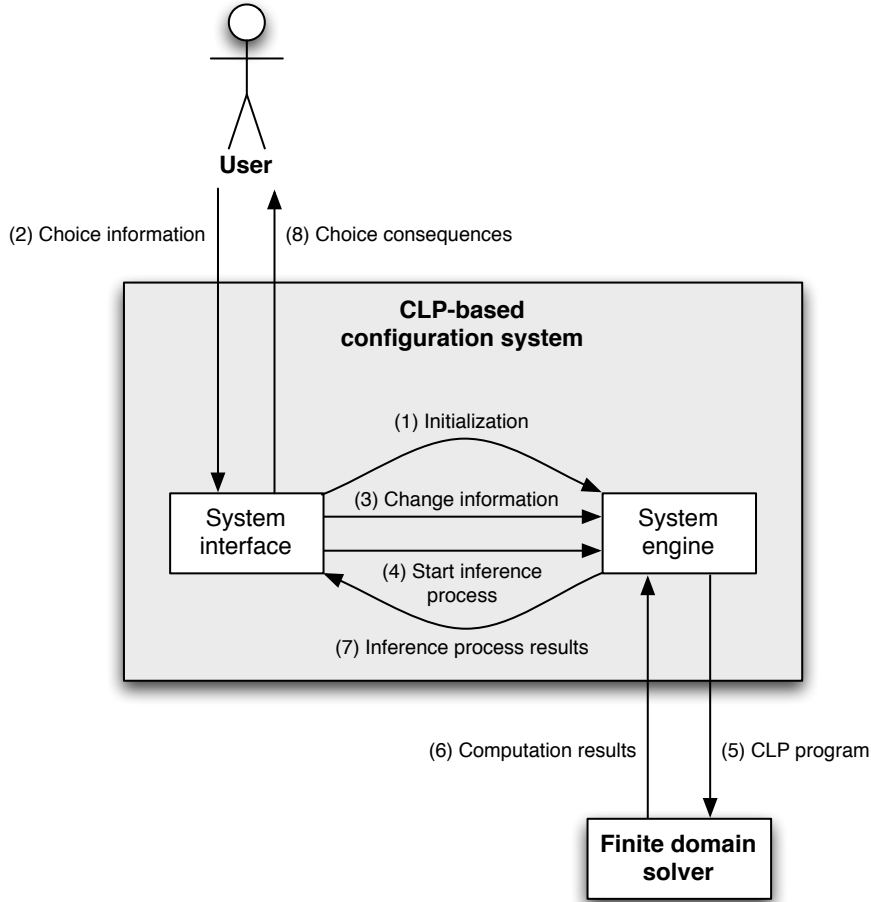 User
(2) Choice information
(8) Choice consequences
CLP-based
configuration system
(1) Initialization
(3) Change information
System
interface
System
engine
(4) Start inference
process
(7) Inference process results
(6) Computation results
(5) CLP program
Finite domain
solver